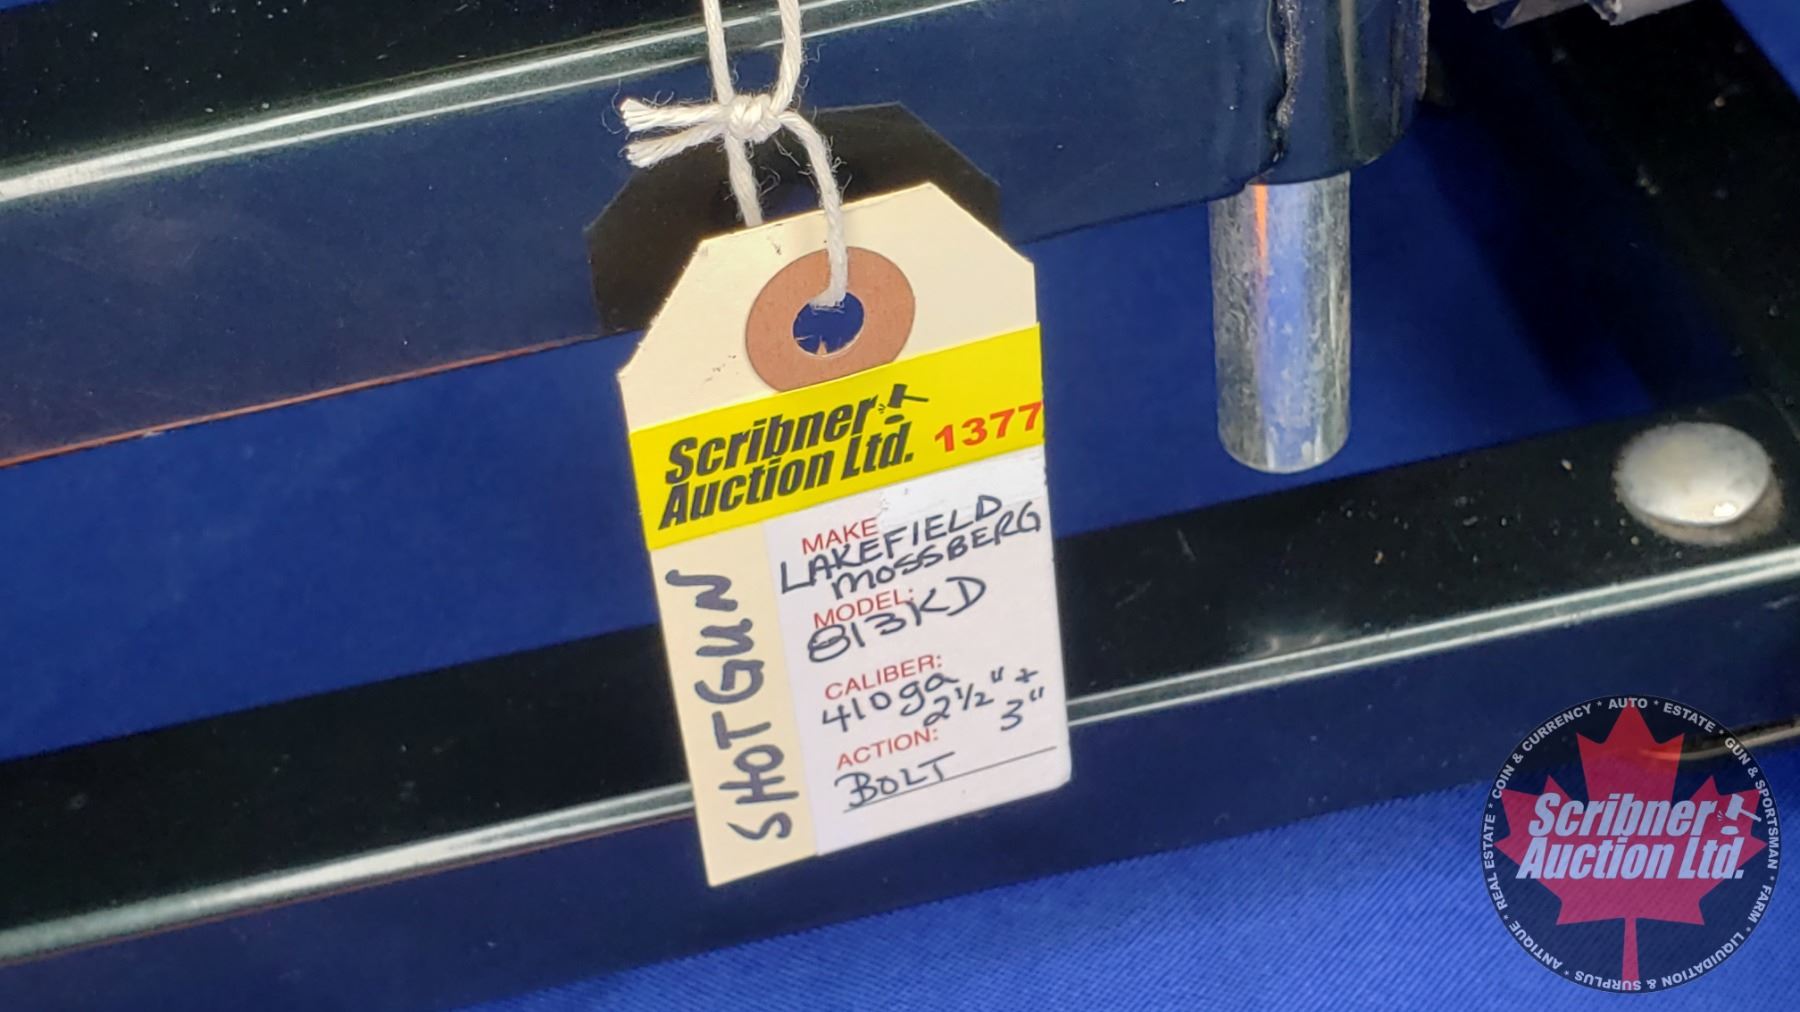 Scribner
Auction Ltd. 1377
MAKE
LAKEFIELD
MOSSBERG
MODEL:
813KD
CALIBER:
410ga
2½" +
3"
ACTION:
BOLT
SHOTGUN
Scribner
Auction Ltd.
* REAL ESTATE * COIN & CURRENCY * AUTO * ESTATE * GUN & SPORTSMAN * FARM * LIQUIDATION & SURPLUS * ANTIQUE